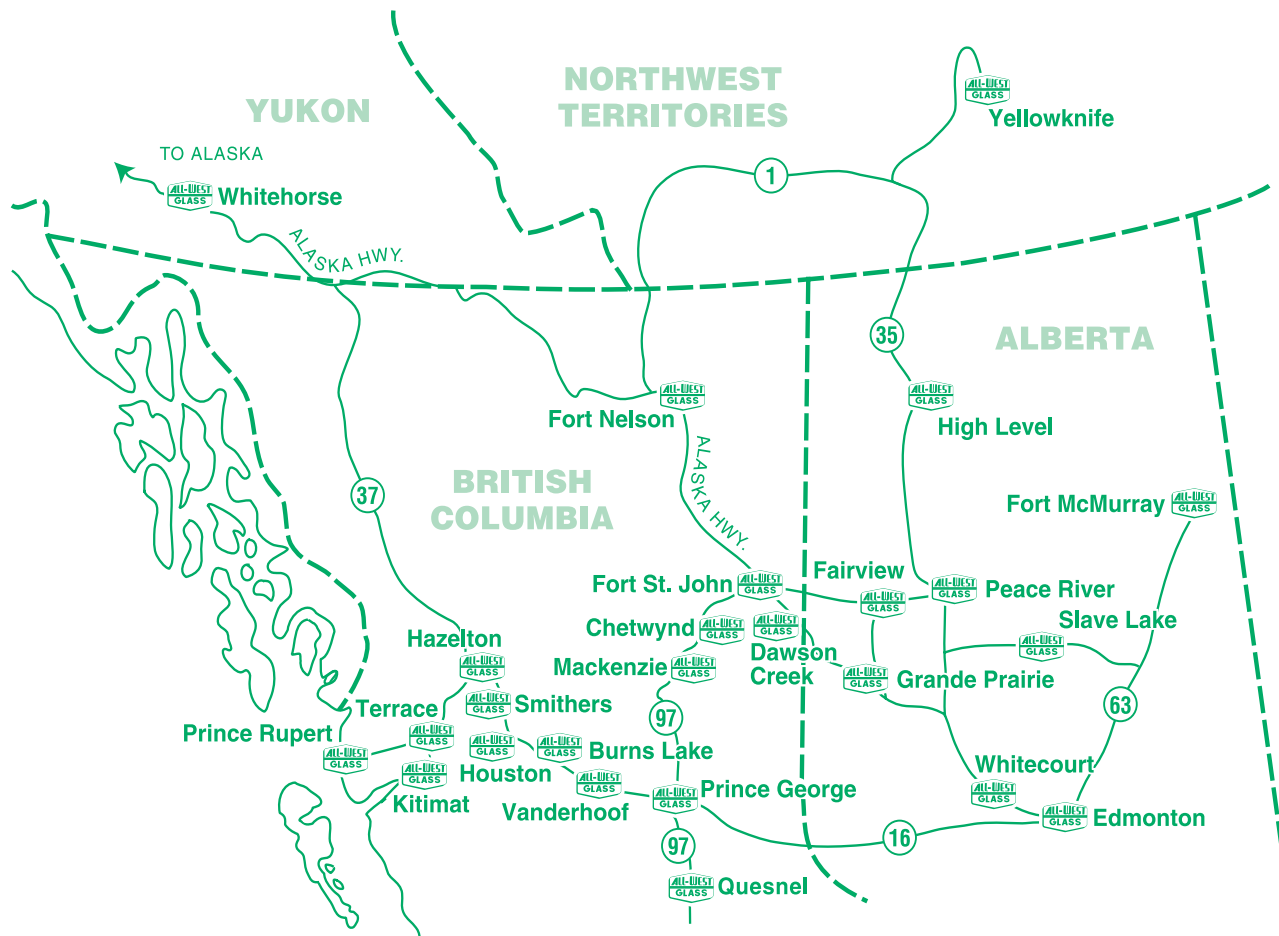 NORTHWEST
TERRITORIES
YUKON
ALL-WEST
GLASS
Yellowknife
TO ALASKA
1
ALL-WEST
GLASS
Whitehorse
ALASKA HWY.
35
ALBERTA
ALL-WEST
GLASS
Fort Nelson
ALL-WEST
GLASS
High Level
ALASKA HWY.
BRITISH
COLUMBIA
37
Fort McMurray
ALL-WEST
GLASS
Fort St. John
ALL-WEST
GLASS
Fairview
ALL-WEST
GLASS
ALL-WEST
GLASS
Peace River
Slave Lake
ALL-WEST
GLASS
Chetwynd
ALL-WEST
GLASS
ALL-WEST
GLASS
Dawson
Creek
Hazelton
ALL-WEST
GLASS
Mackenzie
ALL-WEST
GLASS
ALL-WEST
GLASS
Grande Prairie
ALL-WEST
GLASS
Smithers
Terrace
ALL-WEST
GLASS
97
63
Prince Rupert
ALL-WEST
GLASS
ALL-WEST
GLASS
Houston
ALL-WEST
GLASS
Burns Lake
ALL-WEST
GLASS
Kitimat
ALL-WEST
GLASS
Vanderhoof
ALL-WEST
GLASS
Prince George
Whitecourt
ALL-WEST
GLASS
ALL-WEST
GLASS
Edmonton
97
16
ALL-WEST
GLASS
Quesnel